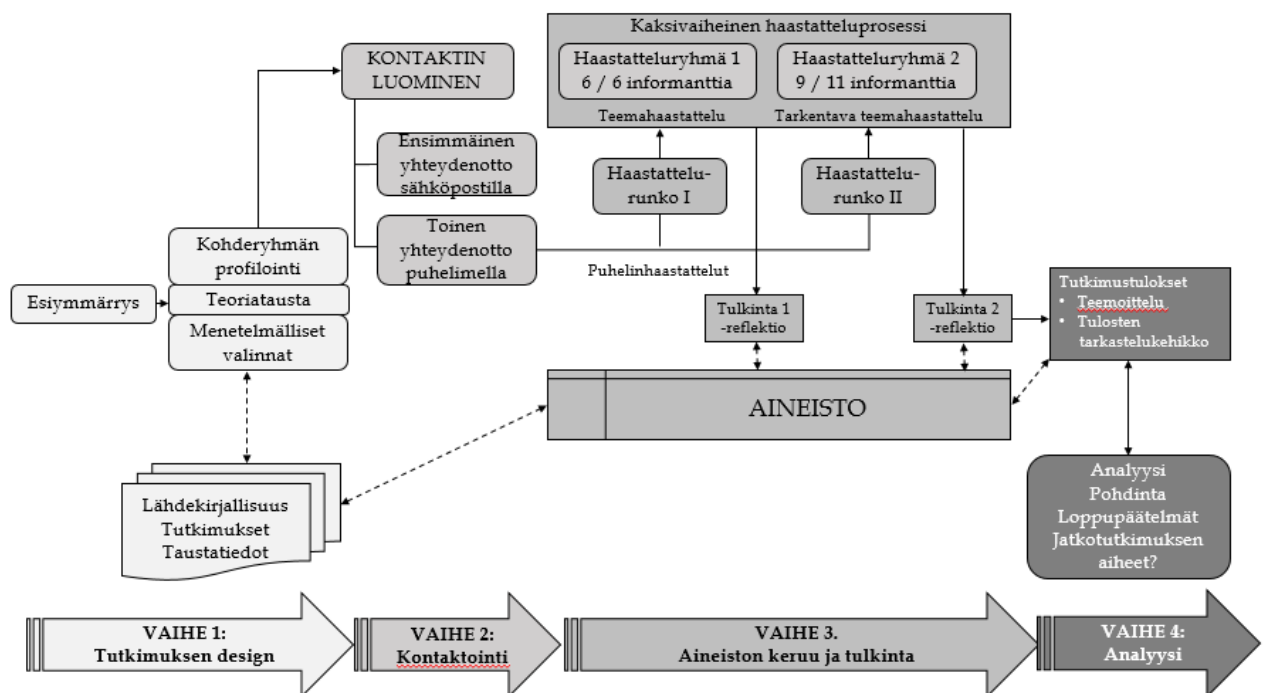 Kaksivaiheinen haastatteluprosessi
Haastatteluryhmä 1
6 / 6 informanttia
Haastatteluryhmä 2
9 / 11 informanttia
Teemahaastattelu
Tarkentava teemahaastattelu
KONTAKTIN
LUOMINEN
Ensimmäinen
yhteydenotto
sähköpostilla
Haastattelu-
runko I
Haastattelu-
runko II
Toinen
yhteydenotto
puhelimella
Puhelinhaastattelut
Kohderyhmän
profilointi
Esiymmärrys
Teoriatausta
Menetelmälliset
valinnat
Tulkinta 1
-reflektio
Tulkinta 2
-reflektio
Tutkimustulokset
• Teemoittelu
• Tulosten
tarkastelukehikko
AINEISTO
Lähdekirjallisuus
Tutkimukset
Taustatiedot
Analyysi
Pohdinta
Loppupäätelmät
Jatkotutkimuksen
aiheet?
VAIHE 1:
Tutkimuksen design
VAIHE 2:
Kontaktointi
VAIHE 3.
Aineiston keruu ja tulkinta
VAIHE 4:
Analyysi